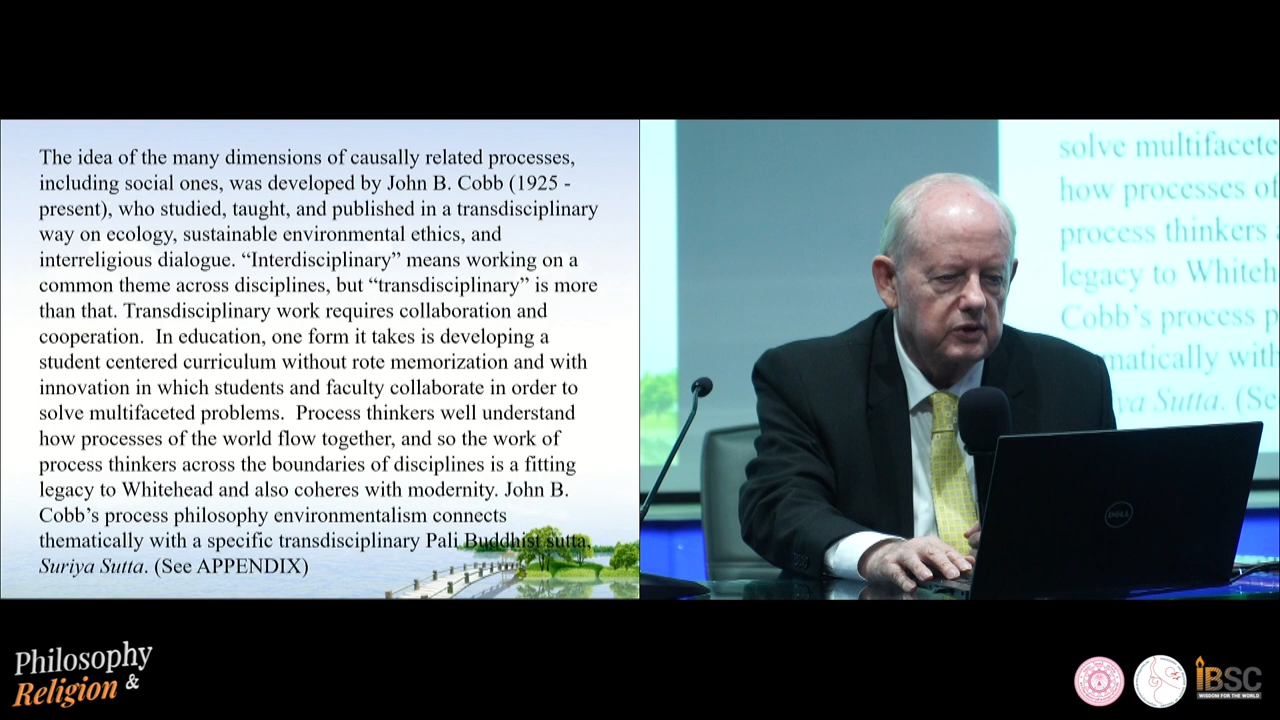 The idea of the many dimensions of causally related processes,
including social ones, was developed by John B. Cobb (1925 -
present), who studied, taught, and published in a transdisciplinary
way on ecology, sustainable environmental ethics, and
interreligious dialogue. “Interdisciplinary” means working on a
common theme across disciplines, but “transdisciplinary” is more
than that. Transdisciplinary work requires collaboration and
cooperation.  In education, one form it takes is developing a
student centered curriculum without rote memorization and with
innovation in which students and faculty collaborate in order to
solve multifaceted problems.  Process thinkers well understand
how processes of the world flow together, and so the work of
process thinkers across the boundaries of disciplines is a fitting
legacy to Whitehead and also coheres with modernity. John B.
Cobb’s process philosophy environmentalism connects
thematically with a specific transdisciplinary Pali Buddhist sutta,
Suriya Sutta. (See APPENDIX)
solve multifacete
how processes of
process thinkers
legacy to Whiteh
Cobb’s process p
matically with
Sutta. (Se
DELL
Philosophy
Religion &
iBSC
WISDOM FOR THE WORLD